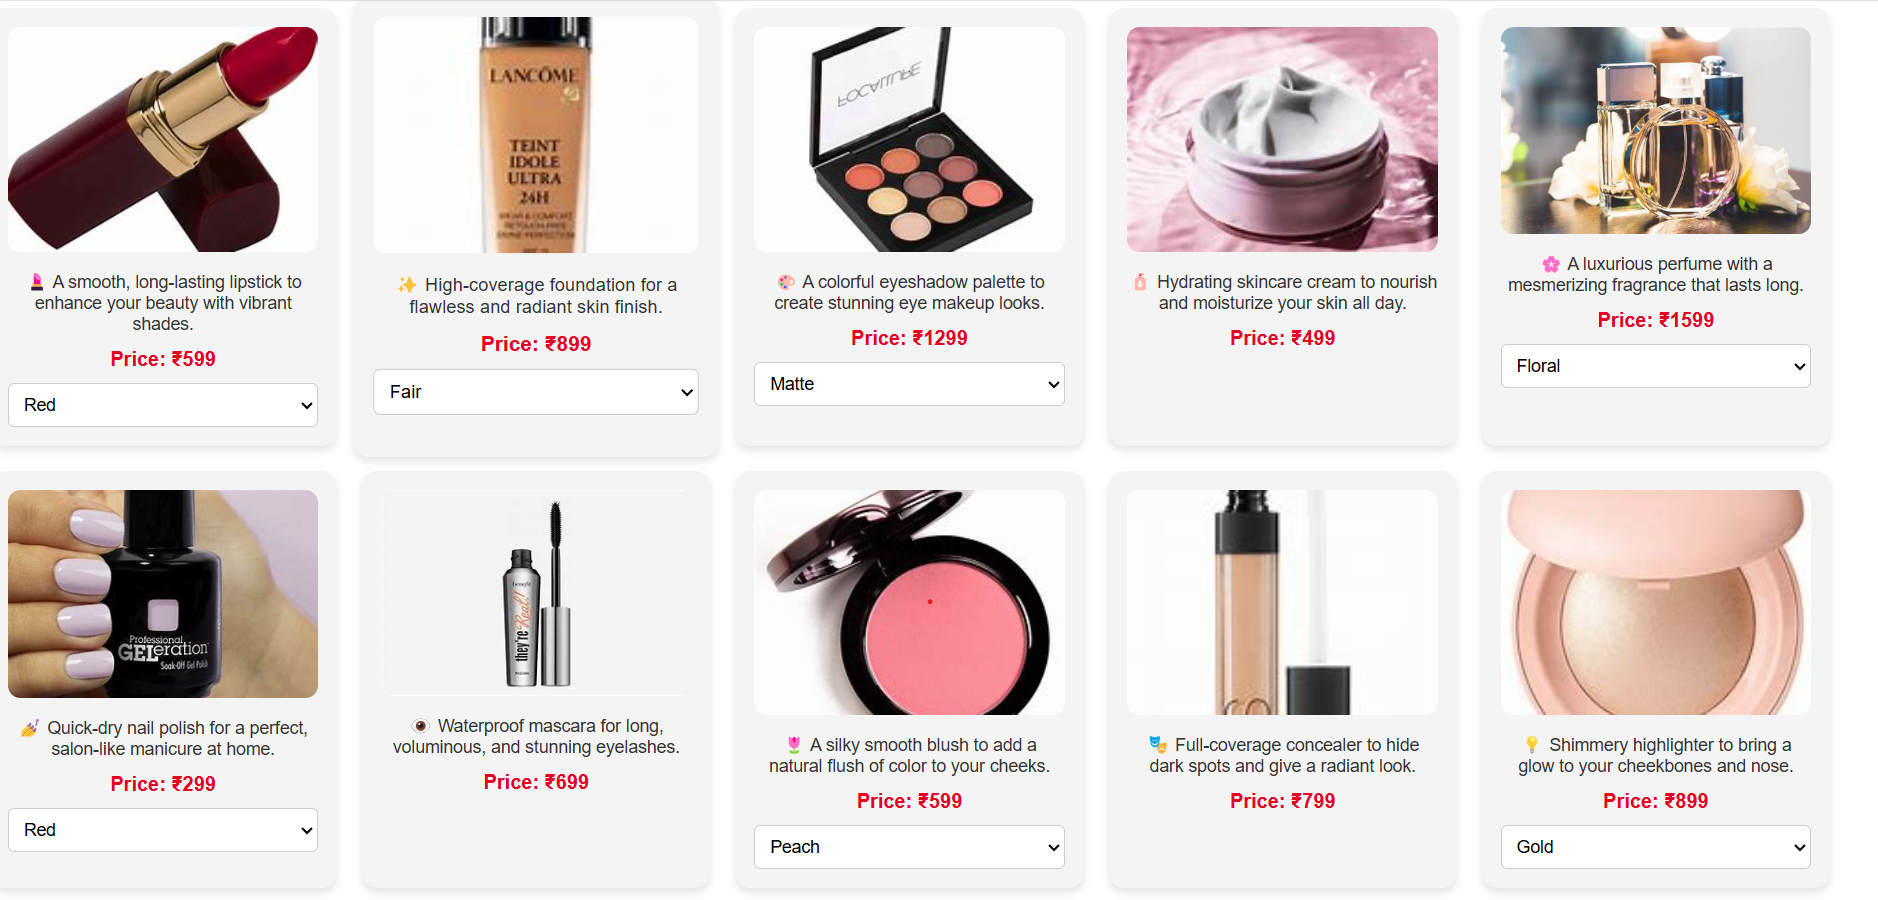 LANCÔME
TEINT
IDOLE
ULTRA
24H
WEAR & COMFORT
RETOUCH-FREE
FOCALLURE
💄 A smooth, long-lasting lipstick to
enhance your beauty with vibrant
shades.
Price: ₹599
Red
✨ High-coverage foundation for a
flawless and radiant skin finish.
Price: ₹899
Fair
🎨 A colorful eyeshadow palette to
create stunning eye makeup looks.
Price: ₹1299
Matte
🧴 Hydrating skincare cream to nourish
and moisturize your skin all day.
Price: ₹499
🌸 A luxurious perfume with a
mesmerizing fragrance that lasts long.
Price: ₹1599
Floral
Professional
GELeration
Soak-Off Gel Polish
💅 Quick-dry nail polish for a perfect,
salon-like manicure at home.
Price: ₹299
Red
benefit
they're Real!
👁️ Waterproof mascara for long,
voluminous, and stunning eyelashes.
Price: ₹699
🌷 A silky smooth blush to add a
natural flush of color to your cheeks.
Price: ₹599
Peach
🎭 Full-coverage concealer to hide
dark spots and give a radiant look.
Price: ₹799
💡 Shimmery highlighter to bring a
glow to your cheekbones and nose.
Price: ₹899
Gold